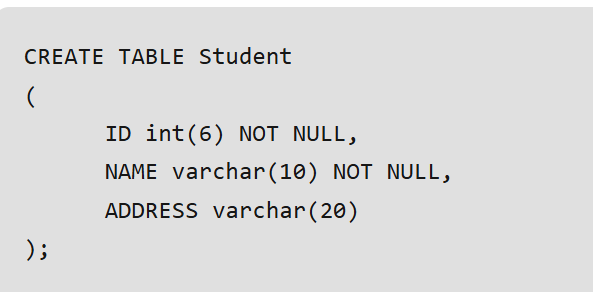 CREATE TABLE Student
(
ID int(6) NOT NULL,
NAME varchar(10) NOT NULL,
ADDRESS varchar(20)
);